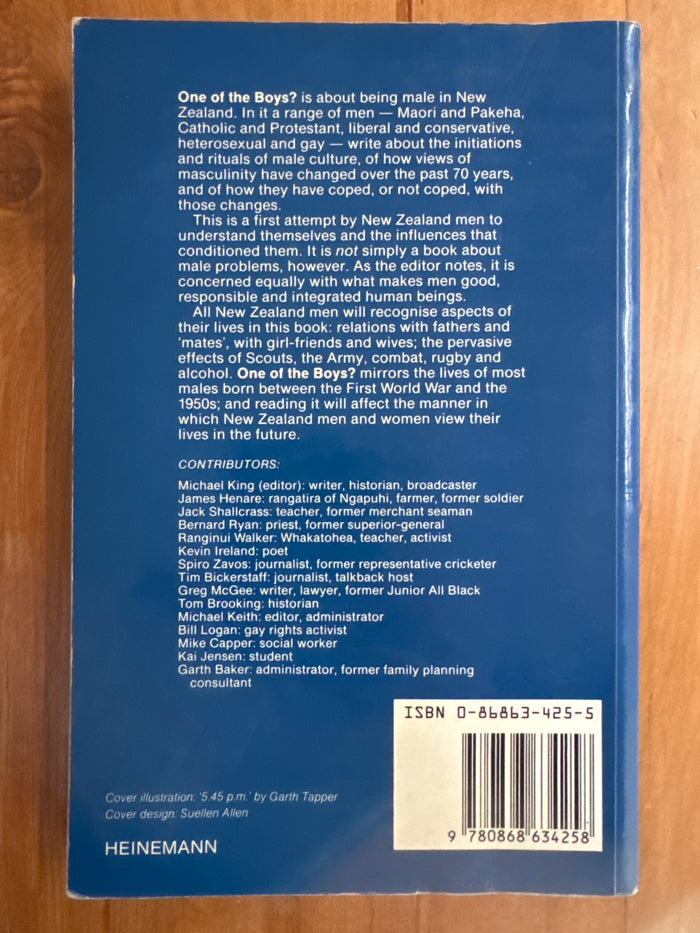 One of the Boys? is about being male in New
Zealand. In it a range of men — Maori and Pakeha,
Catholic and Protestant, liberal and conservative,
heterosexual and gay — write about the initiations
and rituals of male culture, of how views of
masculinity have changed over the past 70 years,
and of how they have coped, or not coped, with
those changes.
This is a first attempt by New Zealand men to
understand themselves and the influences that
conditioned them. It is not simply a book about
male problems, however. As the editor notes, it is
concerned equally with what makes men good,
responsible and integrated human beings.
All New Zealand men will recognise aspects of
their lives in this book: relations with fathers and
'mates', with girl-friends and wives; the pervasive
effects of Scouts, the Army, combat, rugby and
alcohol. One of the Boys? mirrors the lives of most
males born between the First World War and the
1950s; and reading it will affect the manner in
which New Zealand men and women view their
lives in the future.
CONTRIBUTORS:
Michael King (editor): writer, historian, broadcaster
James Henare: rangatira of Ngapuhi, farmer, former soldier
Jack Shallcrass: teacher, former merchant seaman
Bernard Ryan: priest, former superior-general
Ranginui Walker: Whakatohea, teacher, activist
Kevin Ireland: poet
Spiro Zavos: journalist, former representative cricketer
Tim Bickerstaff: journalist, talkback host
Greg McGee: writer, lawyer, former Junior All Black
Tom Brooking: historian
Michael Keith: editor, administrator
Bill Logan: gay rights activist
Mike Capper: social worker
Kai Jensen: student
Garth Baker: administrator, former family planning
consultant
ISBN 0-86863-425-5
9 780868 634258
Cover illustration: '5.45 p.m.' by Garth Tapper
Cover design: Suellen Allen
HEINEMANN